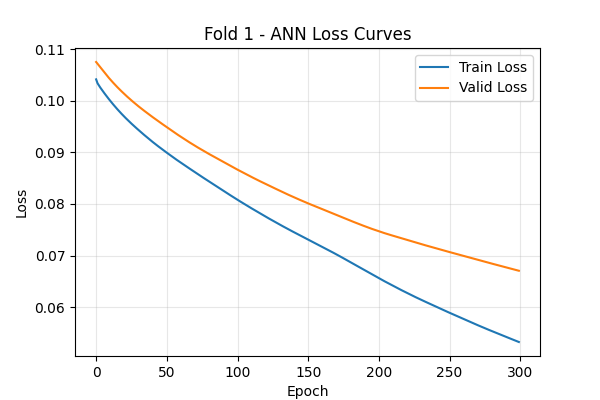 Fold 1 - ANN Loss Curves
Train Loss
Valid Loss
0.11
0.10
0.09
0.08
0.07
0.06
Loss
0 50 100 150 200 250 300
Epoch